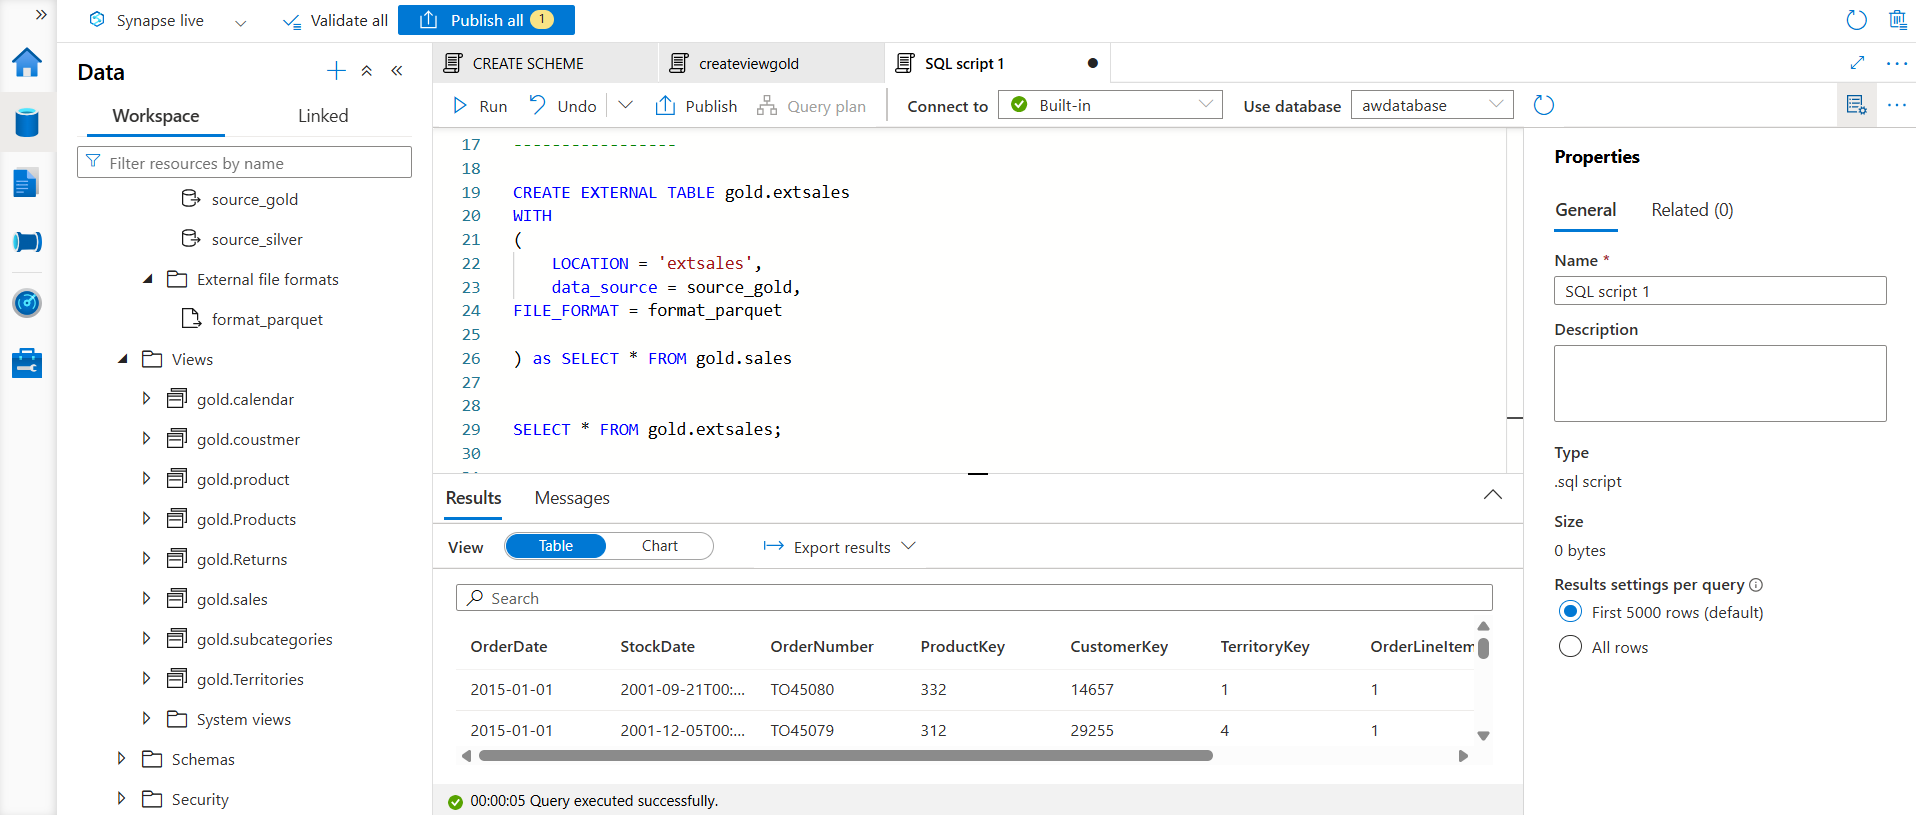 Synapse live
Validate all
Publish all 1
Data
Workspace
Linked
Filter resources by name
source_gold
source_silver
External file formats
format_parquet
Views
gold.calendar
gold.coustmer
gold.product
gold.Products
gold.Returns
gold.sales
gold.subcategories
gold.Territories
System views
Schemas
Security
CREATE SCHEME
createviewgold
SQL script 1
Run
Undo
Publish
Query plan
Connect to
Built-in
Use database
awdatabase
17 -----------------
18
19 CREATE EXTERNAL TABLE gold.extsales
20 WITH
21 (
22 LOCATION = 'extsales',
23 data_source = source_gold,
24 FILE_FORMAT = format_parquet
25
26 ) as SELECT * FROM gold.sales
27
28
29 SELECT * FROM gold.extsales;
30
Results
Messages
View
Table
Chart
Export results
Search
OrderDate StockDate OrderNumber ProductKey CustomerKey TerritoryKey OrderLineItem
2015-01-01 2001-09-21T00:... TO45080 332 14657 1 1
2015-01-01 2001-12-05T00:... TO45079 312 29255 4 1
00:00:05 Query executed successfully.
Properties
General
Related (0)
Name *
SQL script 1
Description
Type
.sql script
Size
0 bytes
Results settings per query
First 5000 rows (default)
All rows